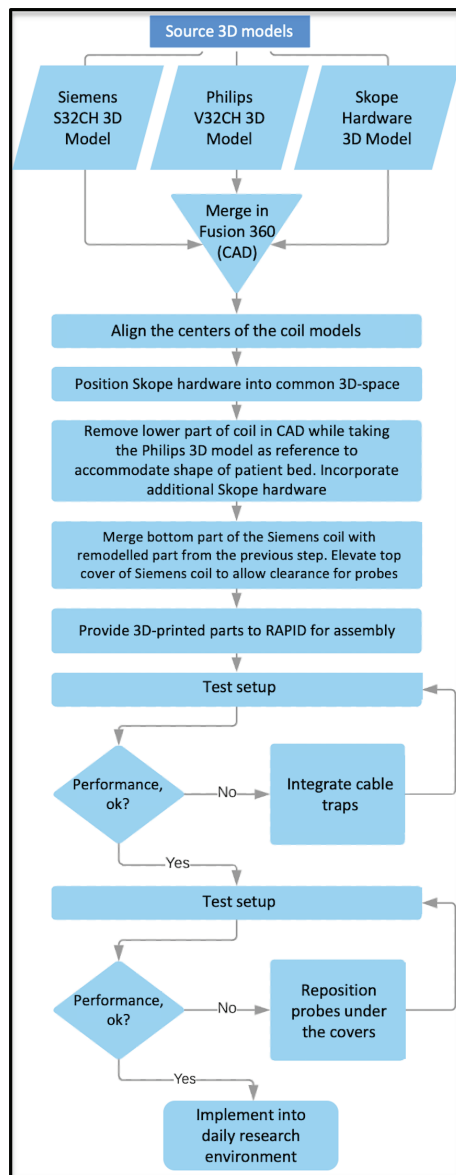 Source 3D models
Siemens
S32CH 3D
Model
Philips
V32CH 3D
Model
Skope
Hardware
3D Model
Merge in
Fusion 360
(CAD)
Align the centers of the coil models
Position Skope hardware into common 3D-space
Remove lower part of coil in CAD while taking
the Philips 3D model as reference to
accommodate shape of patient bed. Incorporate
additional Skope hardware
Merge bottom part of the Siemens coil with
remodelled part from the previous step. Elevate top
cover of Siemens coil to allow clearance for probes
Provide 3D-printed parts to RAPID for assembly
Test setup
Performance,
ok?
No
Integrate cable
traps
Yes
Test setup
Performance,
ok?
No
Reposition
probes under
the covers
Yes
Implement into
daily research
environment